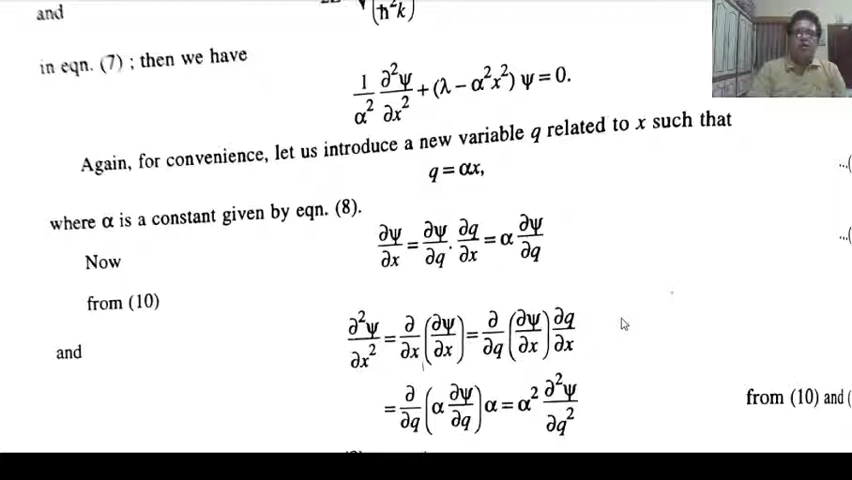 and
(ħ²k)
in eqn. (7) ; then we have
1/α² ∂²ψ/∂x² + (λ − α²x²) ψ = 0.
Again, for convenience, let us introduce a new variable q related to x such that
q = αx,
...(
where α is a constant given by eqn. (8).
Now
∂ψ/∂x = ∂ψ/∂q · ∂q/∂x = α ∂ψ/∂q
...(
from (10)
and
∂²ψ/∂x² = ∂/∂x (∂ψ/∂x) = ∂/∂q (∂ψ/∂x) ∂q/∂x
= ∂/∂q (α ∂ψ/∂q) α = α² ∂²ψ/∂q²
from (10) and (